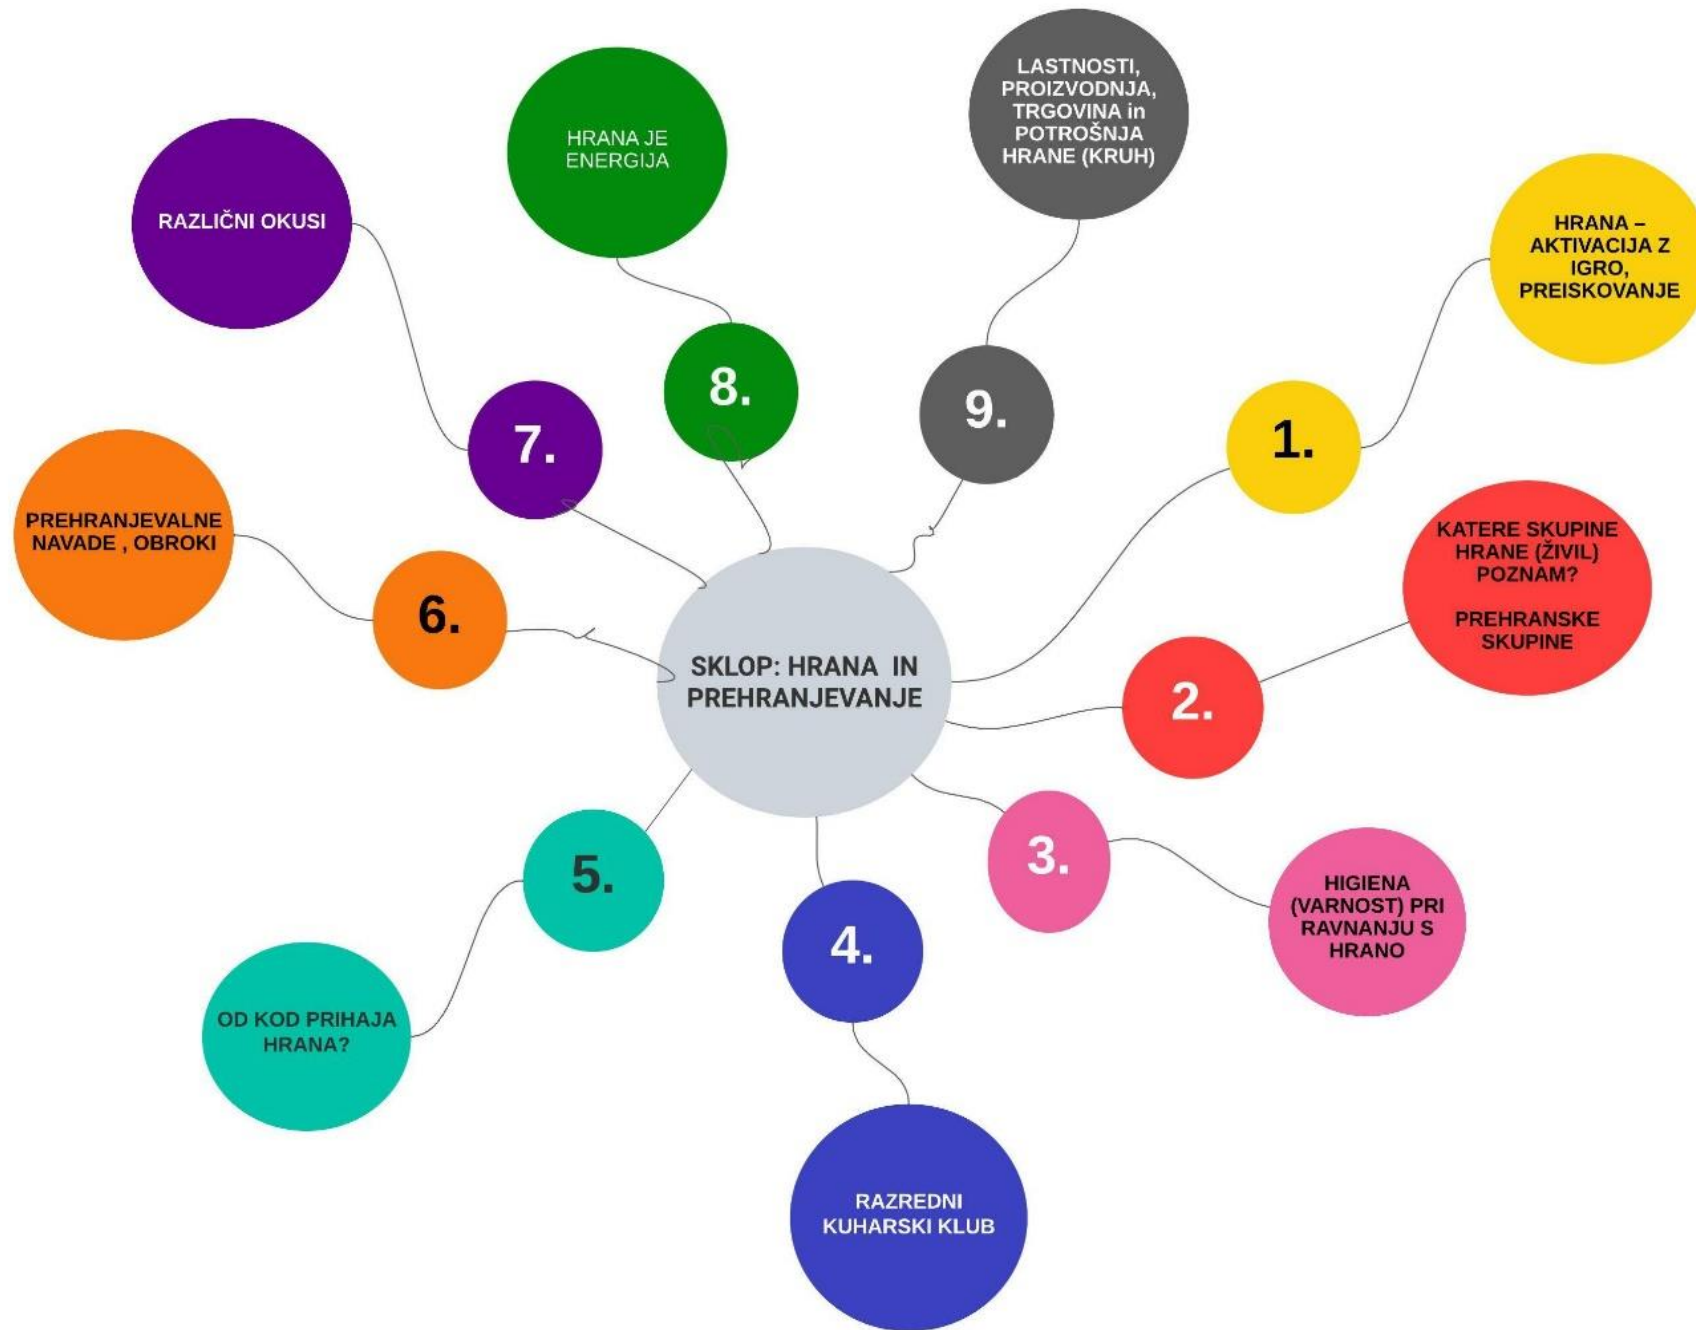 SKLOP: HRANA IN
PREHRANJEVANJE
1.
HRANA –
AKTIVACIJA Z
IGRO,
PREISKOVANJE
2.
KATERE SKUPINE
HRANE (ŽIVIL)
POZNAM?
PREHRANSKE
SKUPINE
3.
HIGIENA
(VARNOST) PRI
RAVNANJU S
HRANO
4.
RAZREDNI
KUHARSKI KLUB
5.
OD KOD PRIHAJA
HRANA?
6.
PREHRANJEVALNE
NAVADE , OBROKI
7.
RAZLIČNI OKUSI
8.
HRANA JE
ENERGIJA
9.
LASTNOSTI,
PROIZVODNJA,
TRGOVINA in
POTROŠNJA
HRANE (KRUH)